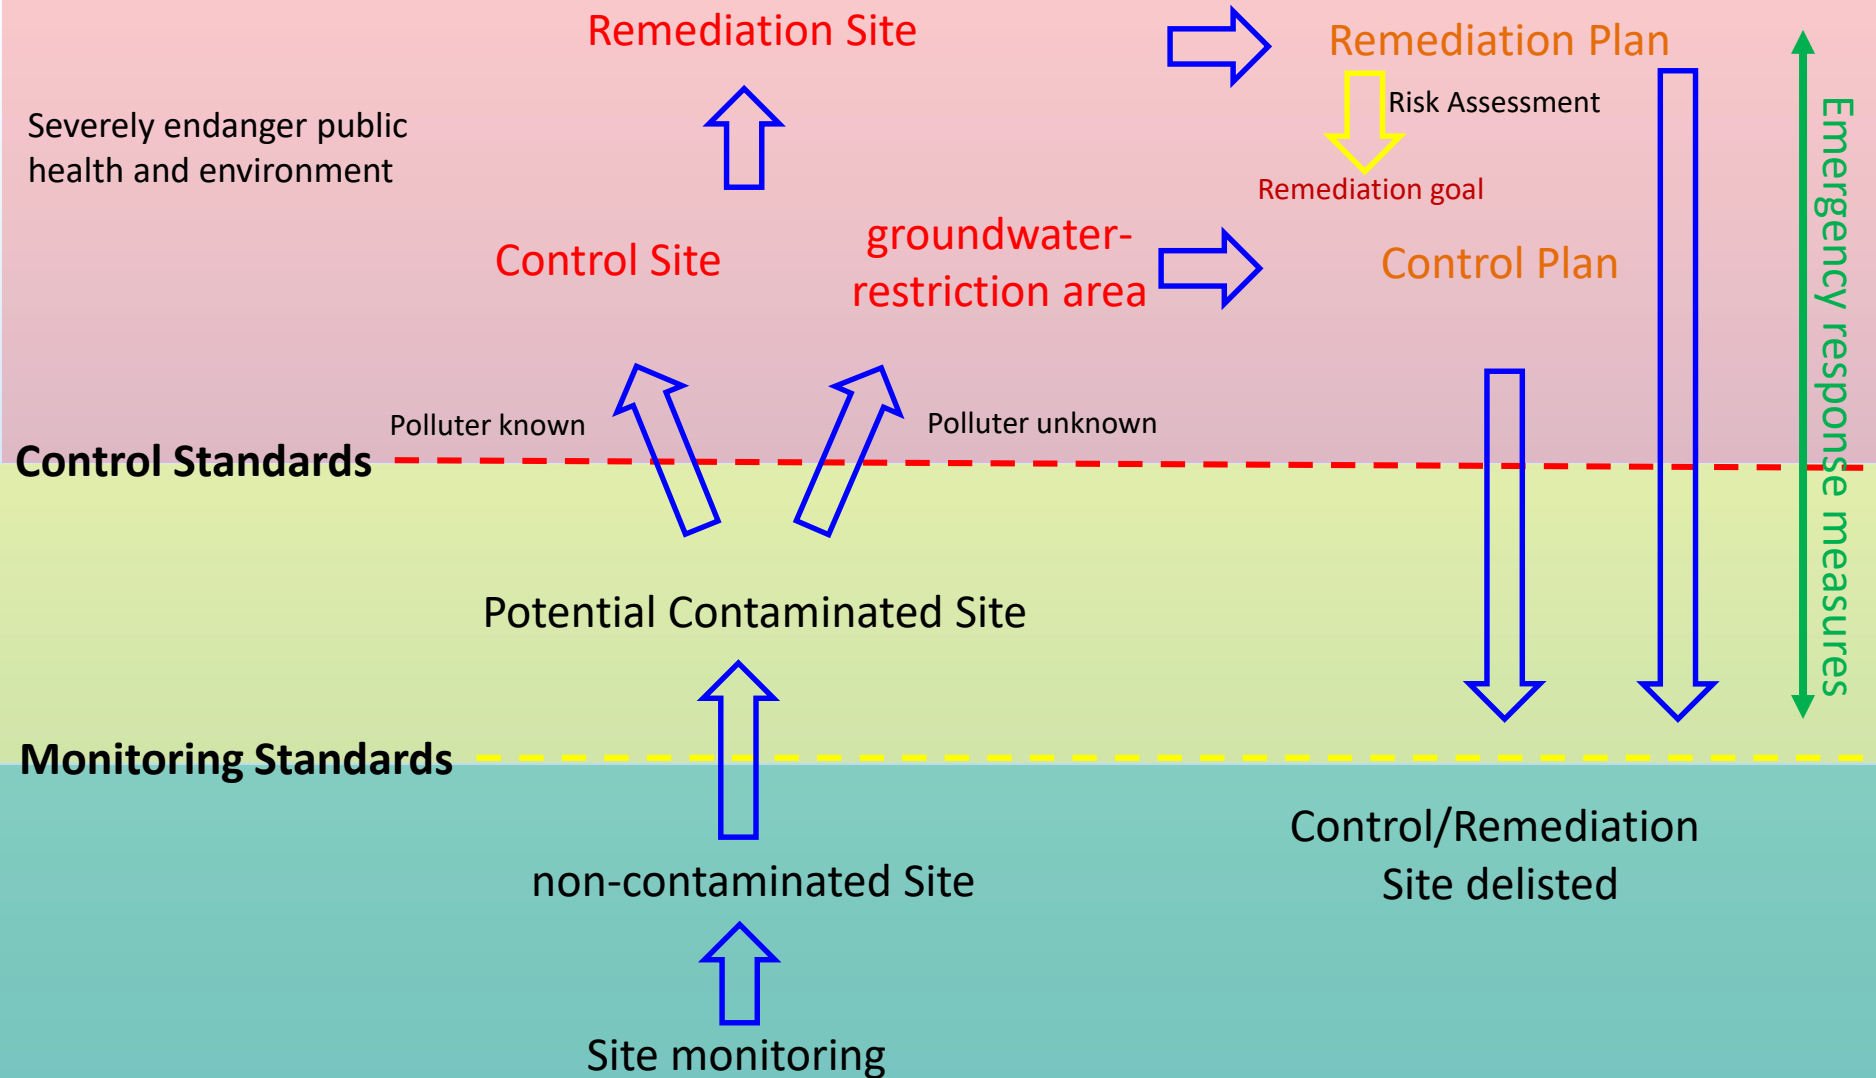 Remediation Site
Remediation Plan
Risk Assessment
Severely endanger public
health and environment
Remediation goal
Control Site
groundwater-
restriction area
Control Plan
Emergency response measures
Polluter known
Polluter unknown
Control Standards
Potential Contaminated Site
Monitoring Standards
non-contaminated Site
Control/Remediation
Site delisted
Site monitoring